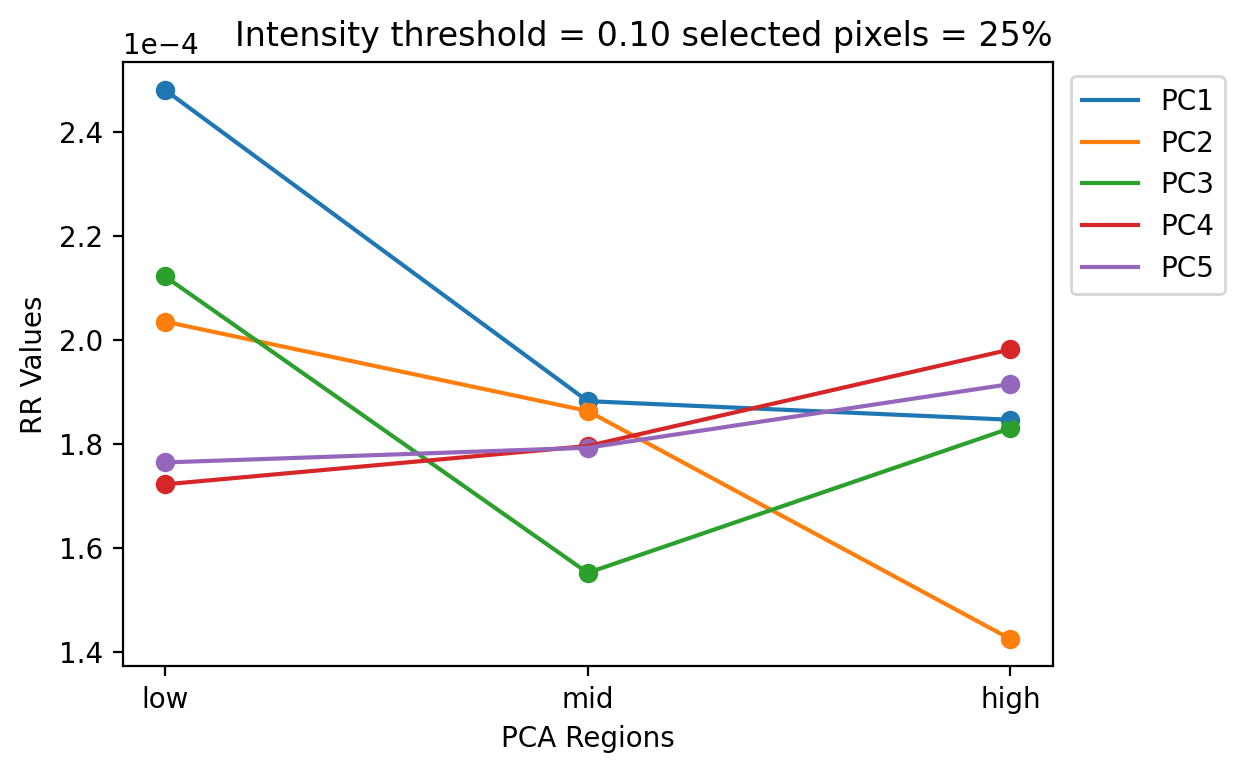 Intensity threshold = 0.10 selected pixels = 25%
1e−4
2.4
2.2
2.0
1.8
1.6
1.4
RR Values
low
mid
high
PCA Regions
PC1
PC2
PC3
PC4
PC5